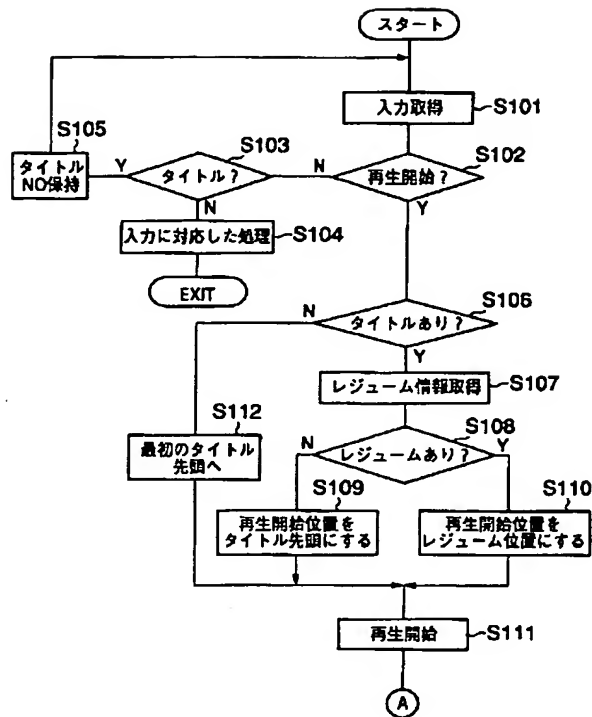 スタート
入力取得
S101
S105
S103
S102
タイトル
NO保持
Y
タイトル?
N
再生開始?
N
Y
入力に対応した処理
S104
EXIT
S106
N
タイトルあり?
Y
レジューム情報取得
S107
S112
S108
最初のタイトル
先頭へ
N
レジュームあり?
Y
S109
S110
再生開始位置を
タイトル先頭にする
再生開始位置を
レジューム位置にする
再生開始
S111
A